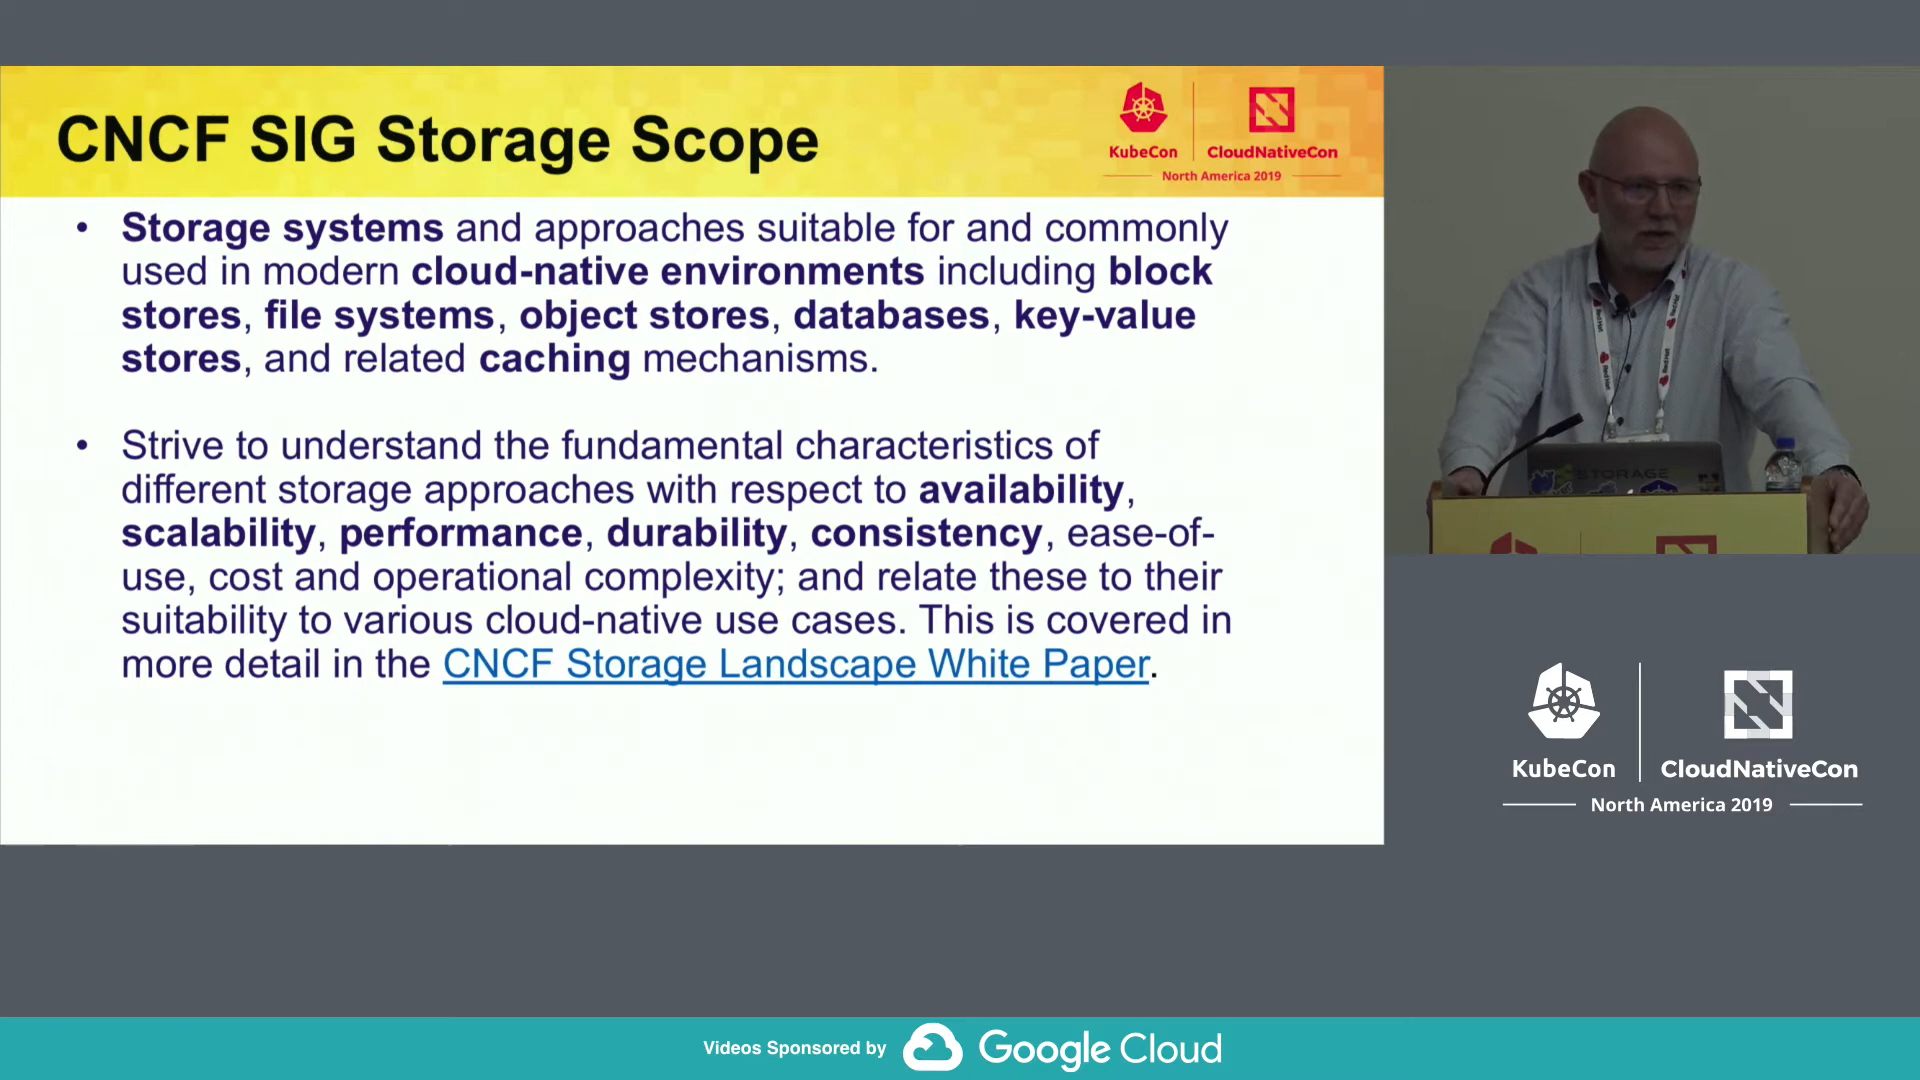 CNCF SIG Storage Scope
KubeCon
CloudNativeCon
North America 2019
• Storage systems and approaches suitable for and commonly
used in modern cloud-native environments including block
stores, file systems, object stores, databases, key-value
stores, and related caching mechanisms.
• Strive to understand the fundamental characteristics of
different storage approaches with respect to availability,
scalability, performance, durability, consistency, ease-of-
use, cost and operational complexity; and relate these to their
suitability to various cloud-native use cases. This is covered in
more detail in the CNCF Storage Landscape White Paper.
Red Hat
Red Hat
STORAGE
KubeCon
CloudNativeCon
North America 2019
Videos Sponsored by
Google Cloud